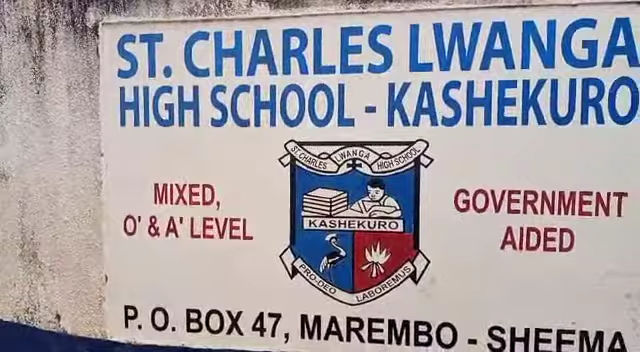 ST. CHARLES LWANGA
HIGH SCHOOL - KASHEKURO
MIXED,
O' & A' LEVEL
ST CHARLES LWANGA HIGH SCHOOL
KASHEKURO
PRO-DEO LABOREMUS
GOVERNMENT
AIDED
P. O. BOX 47, MAREMBO - SHEEMA